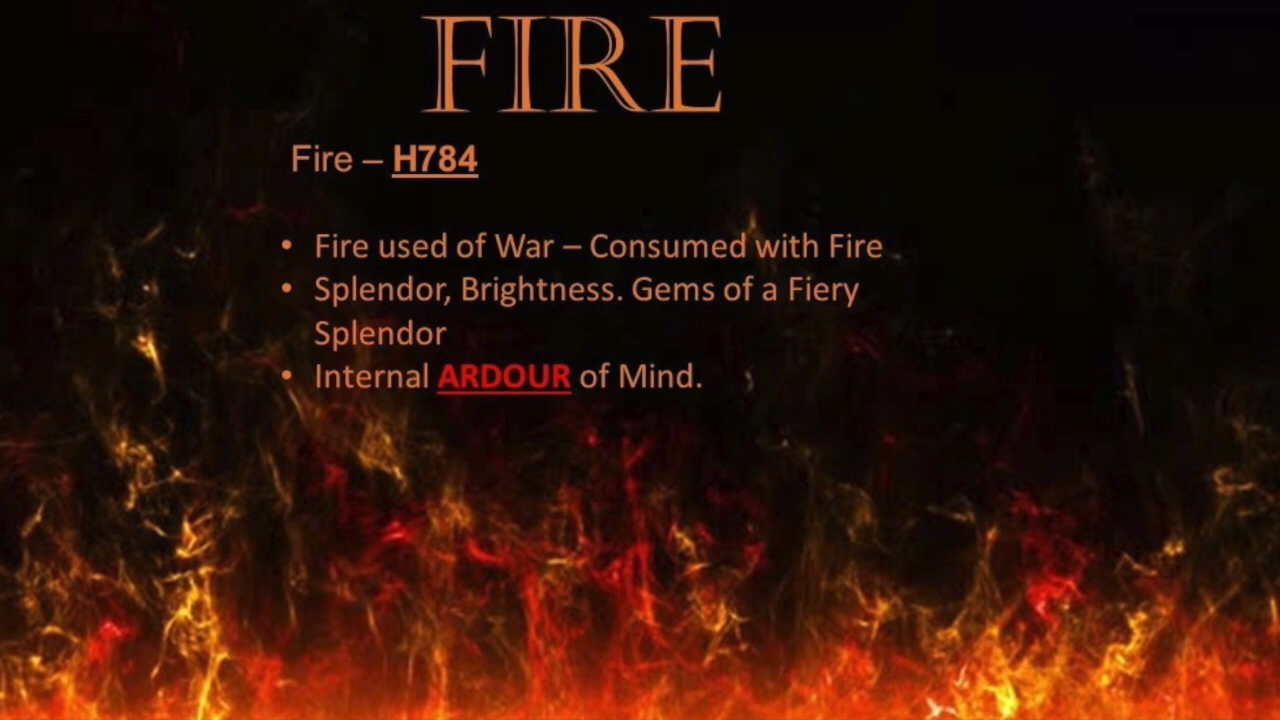 FIRE
Fire – H784
• Fire used of War – Consumed with Fire
• Splendor, Brightness. Gems of a Fiery
Splendor
• Internal ARDOUR of Mind.